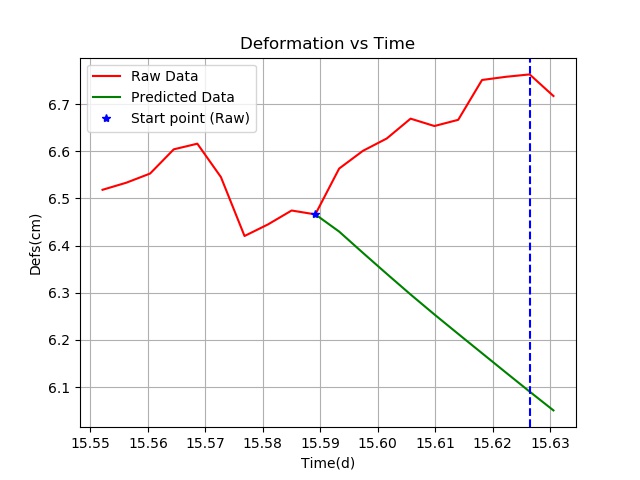 Deformation vs Time
Raw Data
Predicted Data
Start point (Raw)
6.7
6.6
6.5
6.4
6.3
6.2
6.1
Defs(cm)
15.55 15.56 15.57 15.58 15.59 15.60 15.61 15.62 15.63
Time(d)